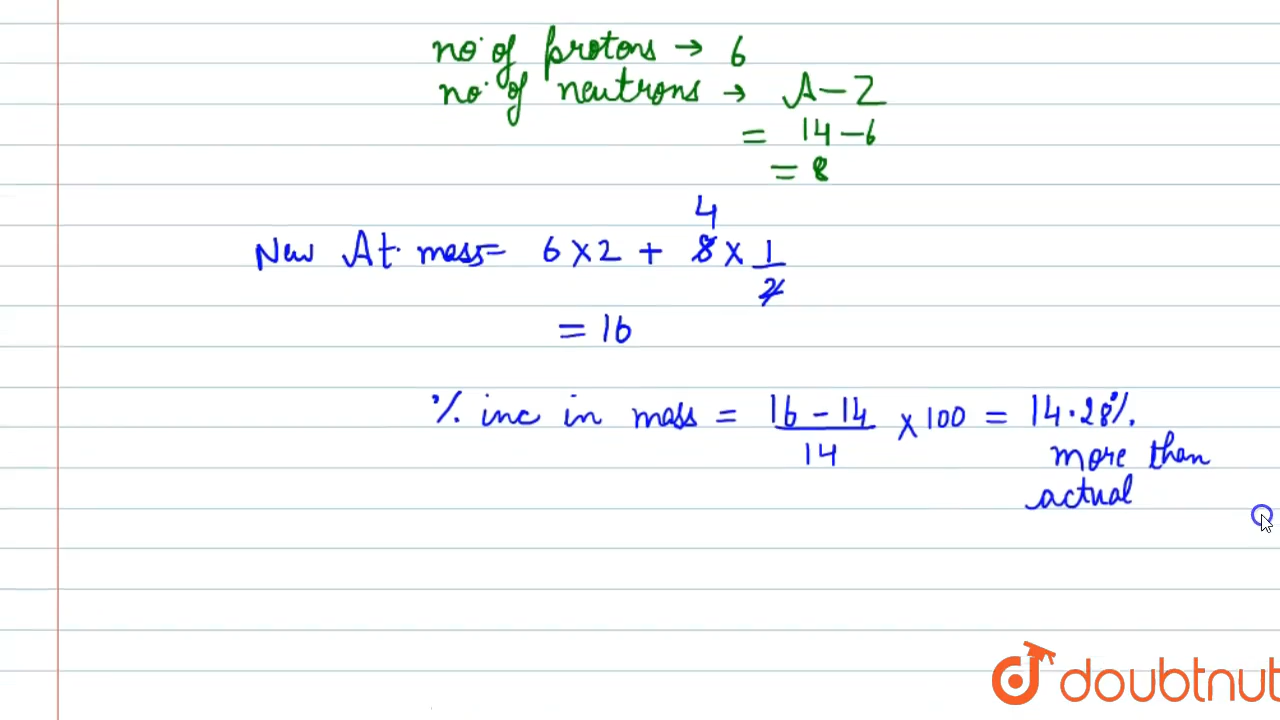 no. of protons → 6
no. of neutrons → A - Z
= 14 - 6
= 8
4
New At. mass = 6 × 2 + 8 × 1/2
= 16
% inc in mass = 16 - 14/14 × 100 = 14.28%.
more than
actual
doubtnut